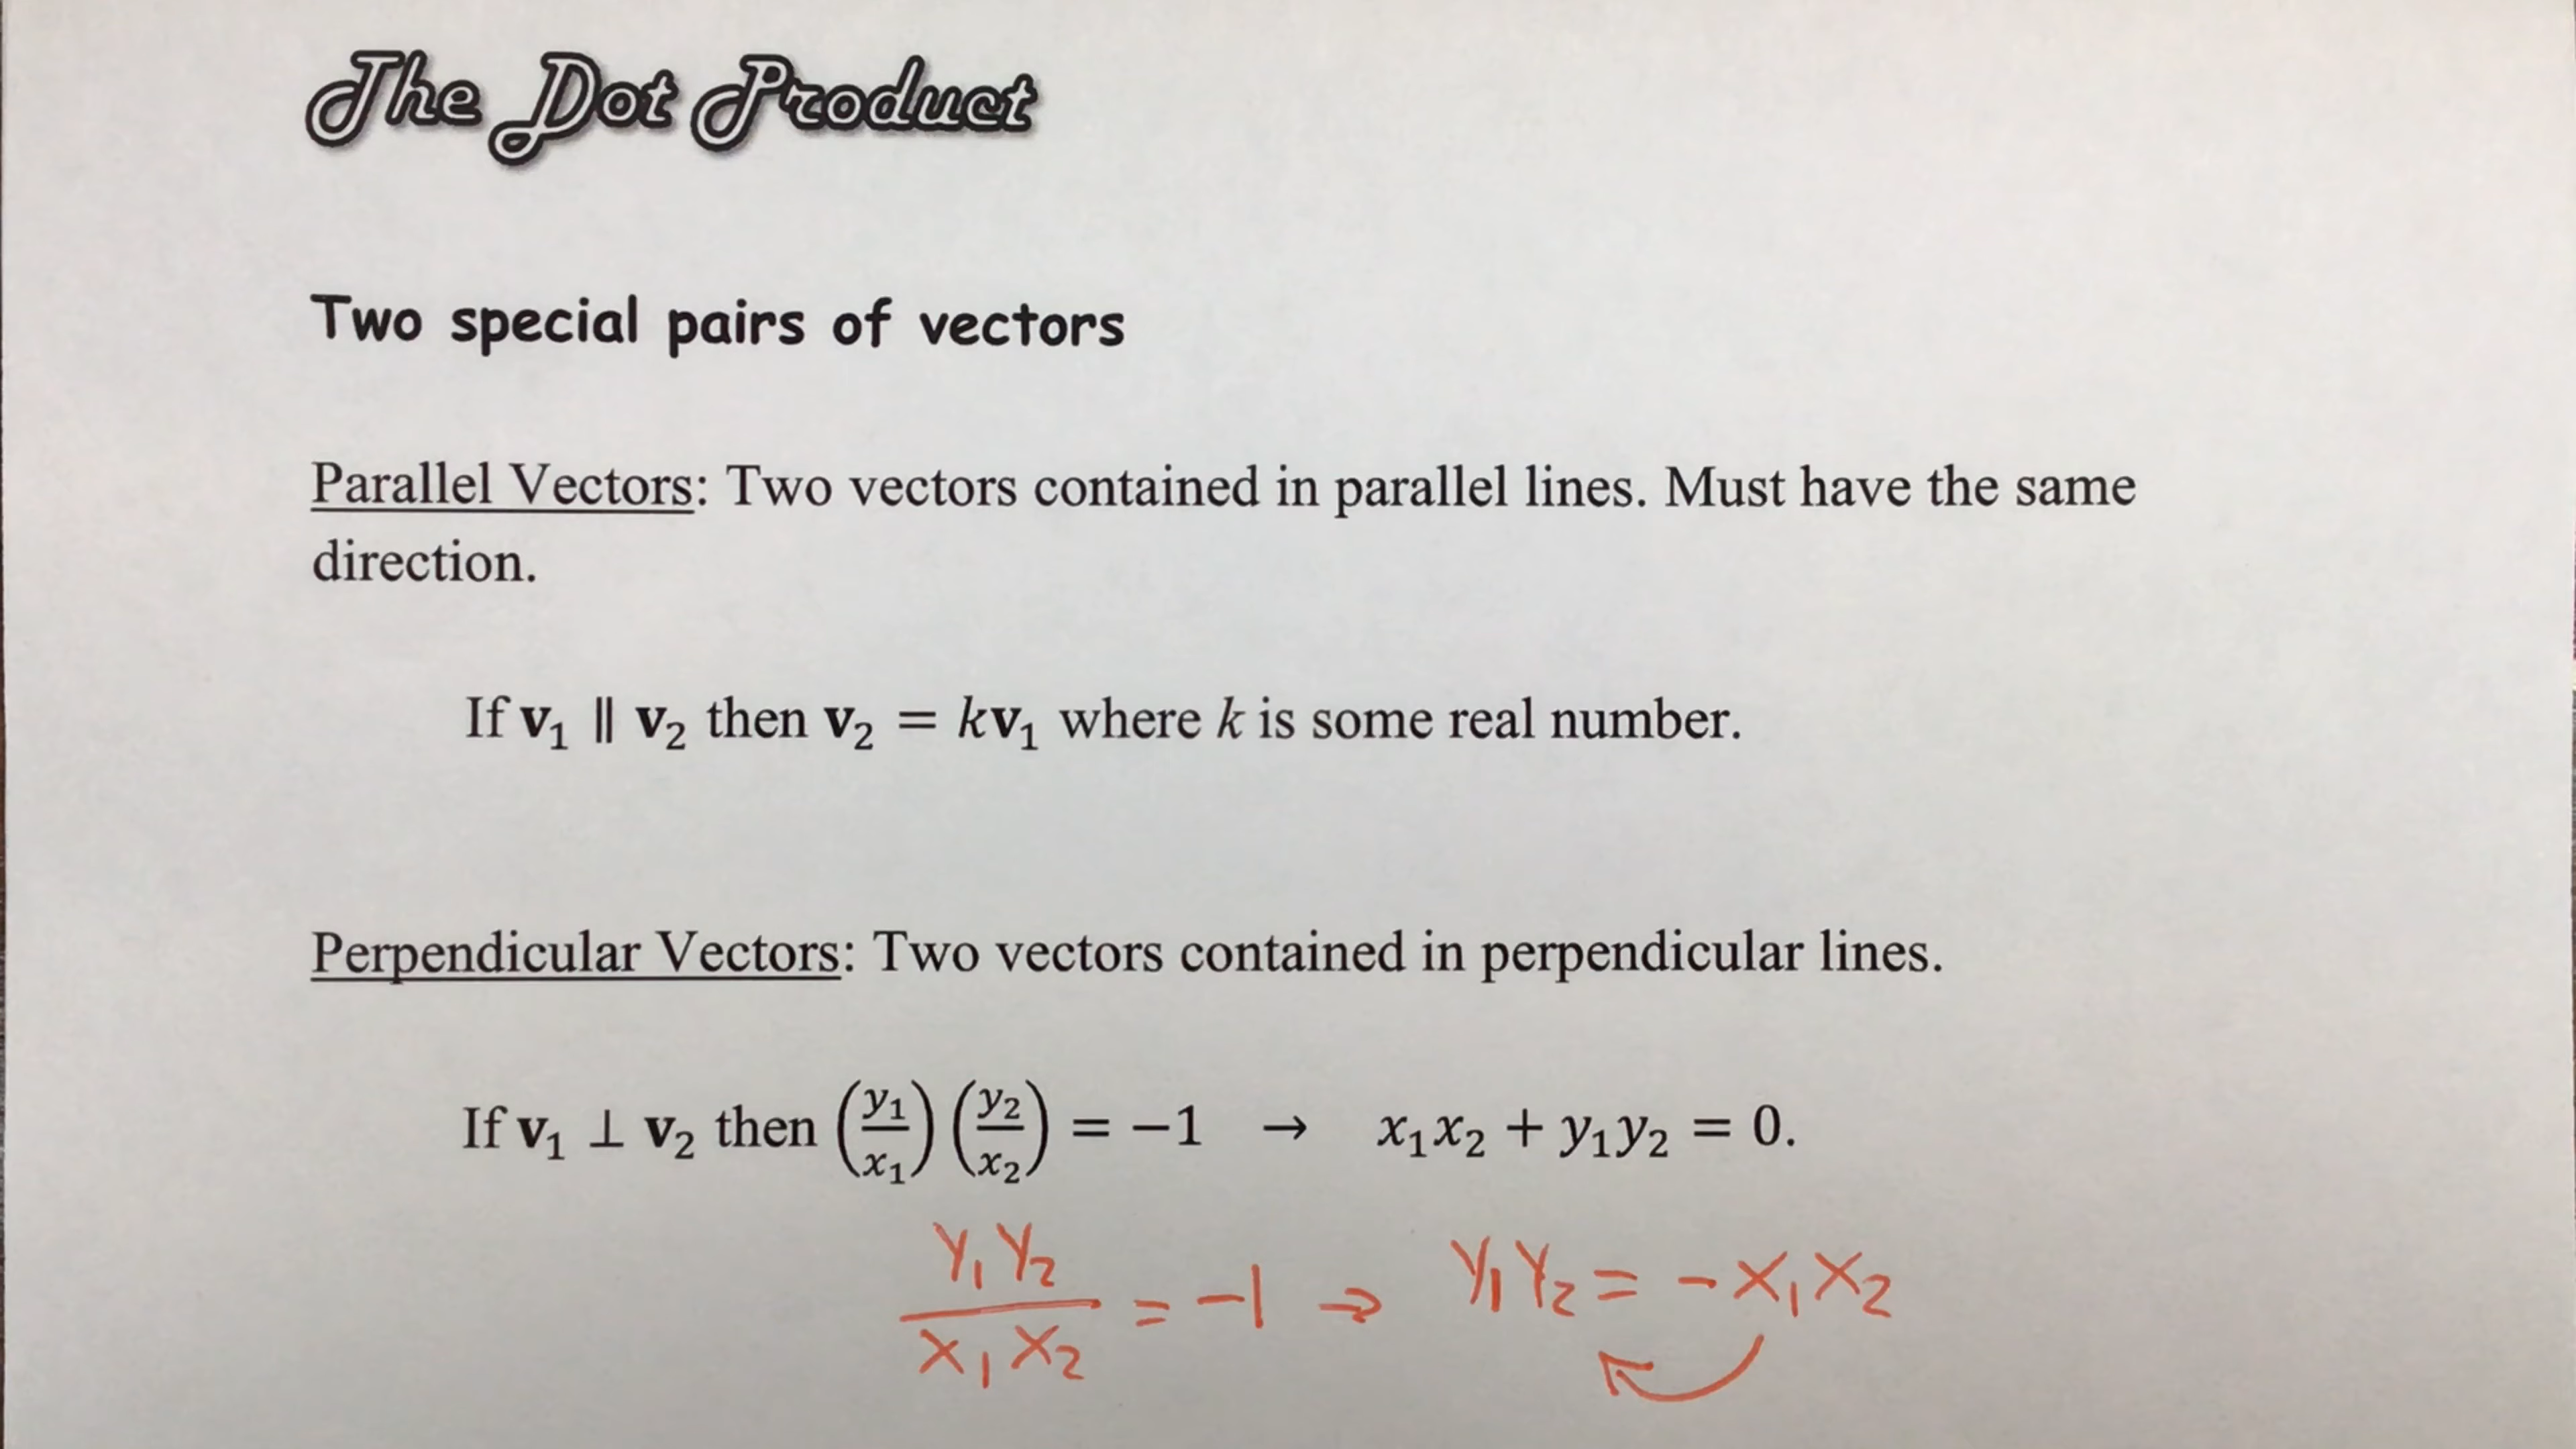 The Dot Product
Two special pairs of vectors
Parallel Vectors: Two vectors contained in parallel lines. Must have the same
direction.
If v₁ ∥ v₂ then v₂ = kv₁ where k is some real number.
Perpendicular Vectors: Two vectors contained in perpendicular lines.
If v₁ ⊥ v₂ then (y₁/x₁)(y₂/x₂) = −1 → x₁x₂ + y₁y₂ = 0.
Y₁Y₂/X₁X₂ = −1 → Y₁Y₂ = −X₁X₂